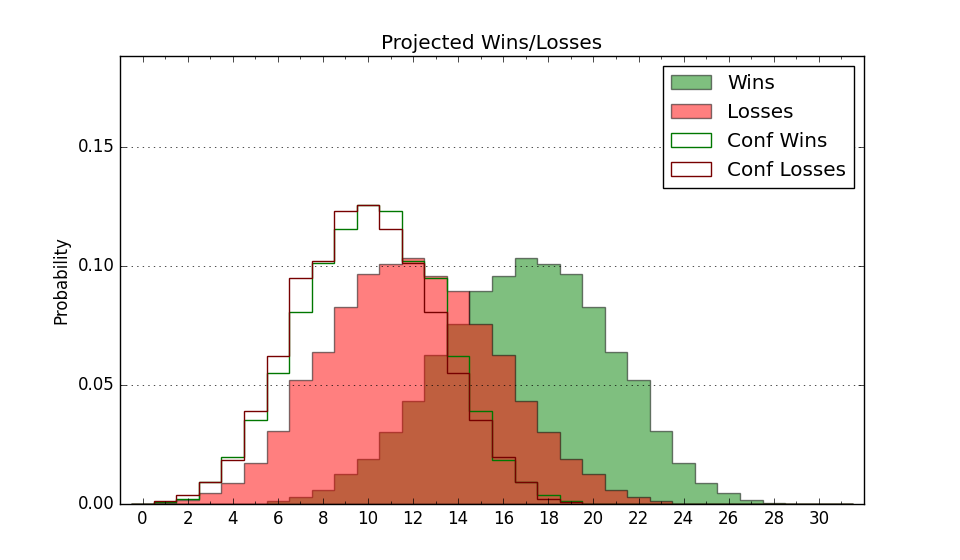 Projected Wins/Losses
Wins
Losses
Conf Wins
Conf Losses
Probability
0.15
0.10
0.05
0.00
0 2 4 6 8 10 12 14 16 18 20 22 24 26 28 30